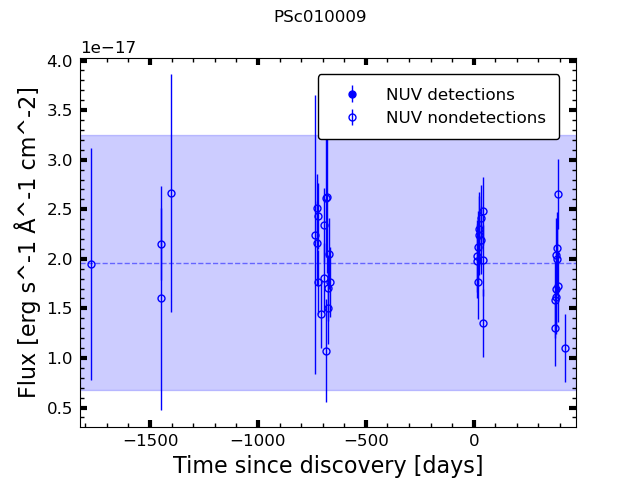 PSc010009
1e−17
4.0
3.5
3.0
2.5
2.0
1.5
1.0
0.5
NUV detections
NUV nondetections
Flux [erg s^-1 Å^-1 cm^-2]
−1500
−1000
−500
0
Time since discovery [days]